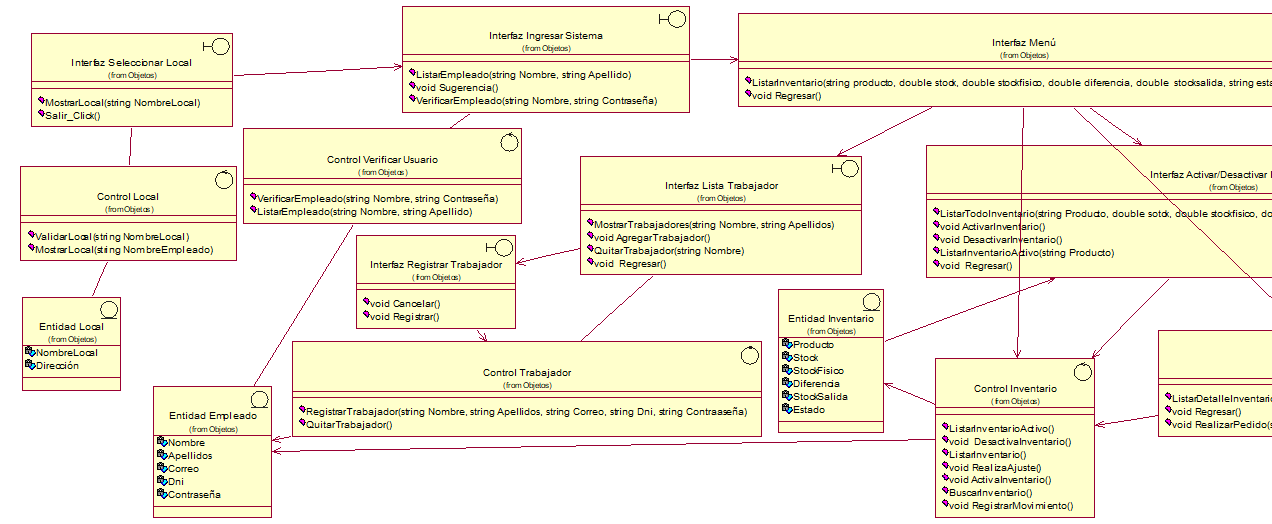 Interfaz Seleccionar Local
(from Objetos)
MostrarLocal(string NombreLocal)
Salir_Click()
Interfaz Ingresar Sistema
(from Objetos)
ListarEmpleado(string Nombre, string Apellido)
void Sugerencia()
VerificarEmpleado(string Nombre, string Contraseña)
Interfaz Menú
(from Objetos)
ListarInventario(string producto, double stock, double stockfisico, double diferencia, double stocksalida, string esta
void Regresar()
Control Local
(from Objetos)
ValidarLocal(string NombreLocal)
MostrarLocal(string NombreEmpleado)
Control Verificar Usuario
(from Objetos)
VerificarEmpleado(string Nombre, string Contraseña)
ListarEmpleado(string Nombre, string Apellido)
Interfaz Lista Trabajador
(from Objetos)
MostrarTrabajadores(string Nombre, string Apellidos)
void AgregarTrabajador()
QuitarTrabajador(string Nombre)
void Regresar()
Interfaz Activar/Desactivar I
(from Objetos)
ListarTodoInventario(string Producto, double sotck, double stockfisico, do
void ActivarInventario()
void DesactivarInventario()
ListarInventarioActivo(string Producto)
void Regresar()
Interfaz Registrar Trabajador
(from Objetos)
void Cancelar()
void Registrar()
Entidad Local
(from Objetos)
NombreLocal
Dirección
Entidad Inventario
(from Objetos)
Producto
Stock
StockFisico
Diferencia
StockSalida
Estado
Control Trabajador
(from Objetos)
RegistrarTrabajador(string Nombre, string Apellidos, string Correo, string Dni, string Contraaseña)
QuitarTrabajador()
Entidad Empleado
(from Objetos)
Nombre
Apellidos
Correo
Dni
Contraseña
Control Inventario
(from Objetos)
ListarInventarioActivo()
void DesactivaInventario()
ListarInventario()
void RealizaAjuste()
void ActivaInventario()
BuscarInventario()
void RegistrarMovimiento()
ListarDetalleInventario
void Regresar()
void RealizarPedido(s